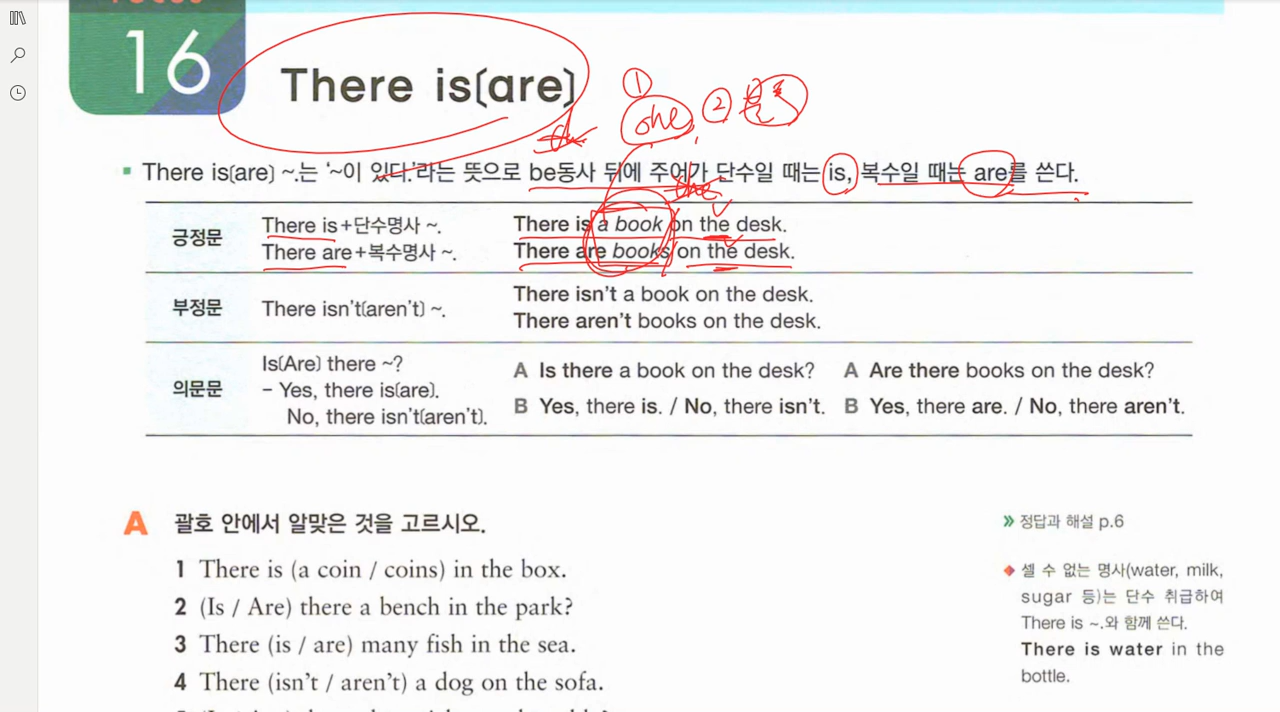 16
There is(are)
① one, ② 특정
There is(are) ~.는 ‘~이 있다.’라는 뜻으로 be동사 뒤에 주어가 단수일 때는 is, 복수일 때는 are를 쓴다.
긍정문
There is+단수명사 ~.
There is a book on the desk.
There are+복수명사 ~.
There are books on the desk.
부정문
There isn't(aren't) ~.
There isn't a book on the desk.
There aren't books on the desk.
의문문
Is(Are) there ~?
– Yes, there is(are).
No, there isn't(aren't).
A Is there a book on the desk?
B Yes, there is. / No, there isn't.
A Are there books on the desk?
B Yes, there are. / No, there aren't.
A 괄호 안에서 알맞은 것을 고르시오.
1 There is (a coin / coins) in the box.
2 (Is / Are) there a bench in the park?
3 There (is / are) many fish in the sea.
4 There (isn't / aren't) a dog on the sofa.
» 정답과 해설 p.6
셀 수 없는 명사(water, milk,
sugar 등)는 단수 취급하여
There is ~.와 함께 쓴다.
There is water in the
bottle.